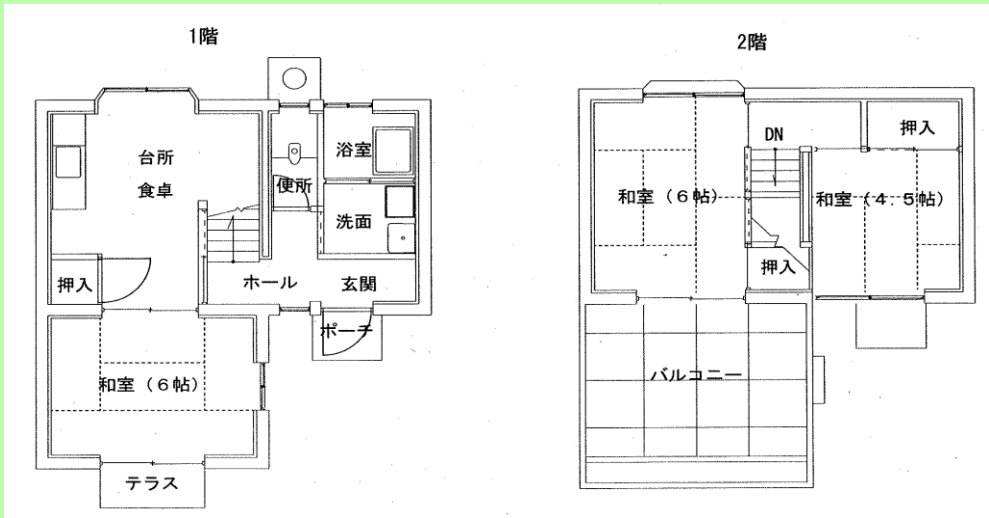 1階
台所
食卓
浴室
便所
洗面
押入
ホール
玄関
ポーチ
和室（6帖）
テラス
2階
DN
押入
和室（6帖）
和室（4.5帖）
押入
バルコニー